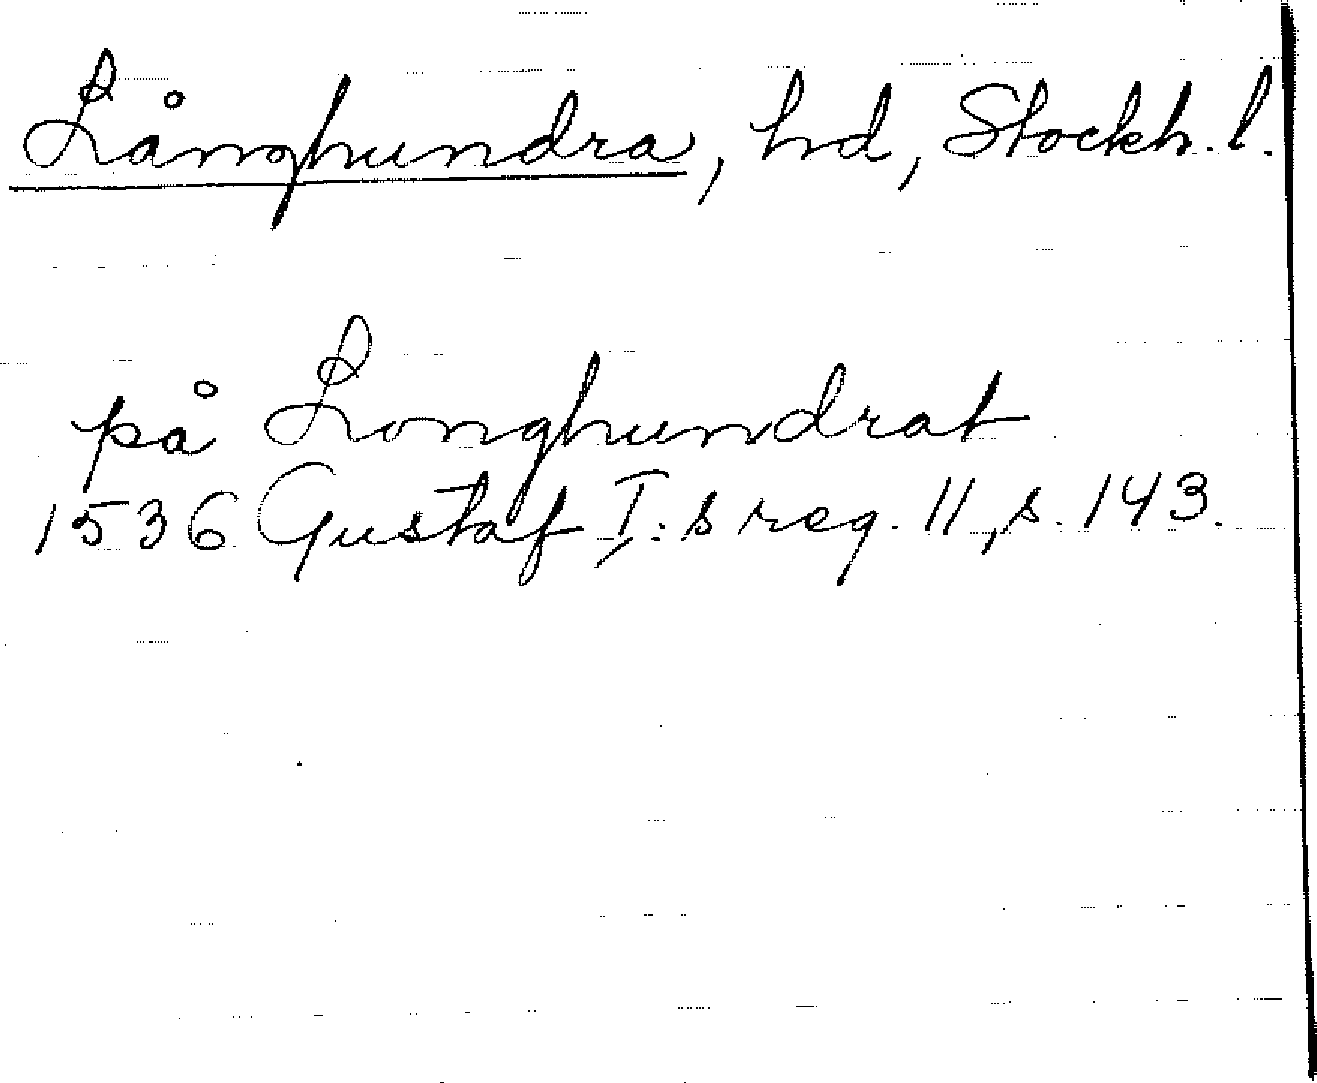 Långhundra, hd, Stockh. l.
på Longhundrat
1536 Gustaf I:s reg. 11, s. 143.